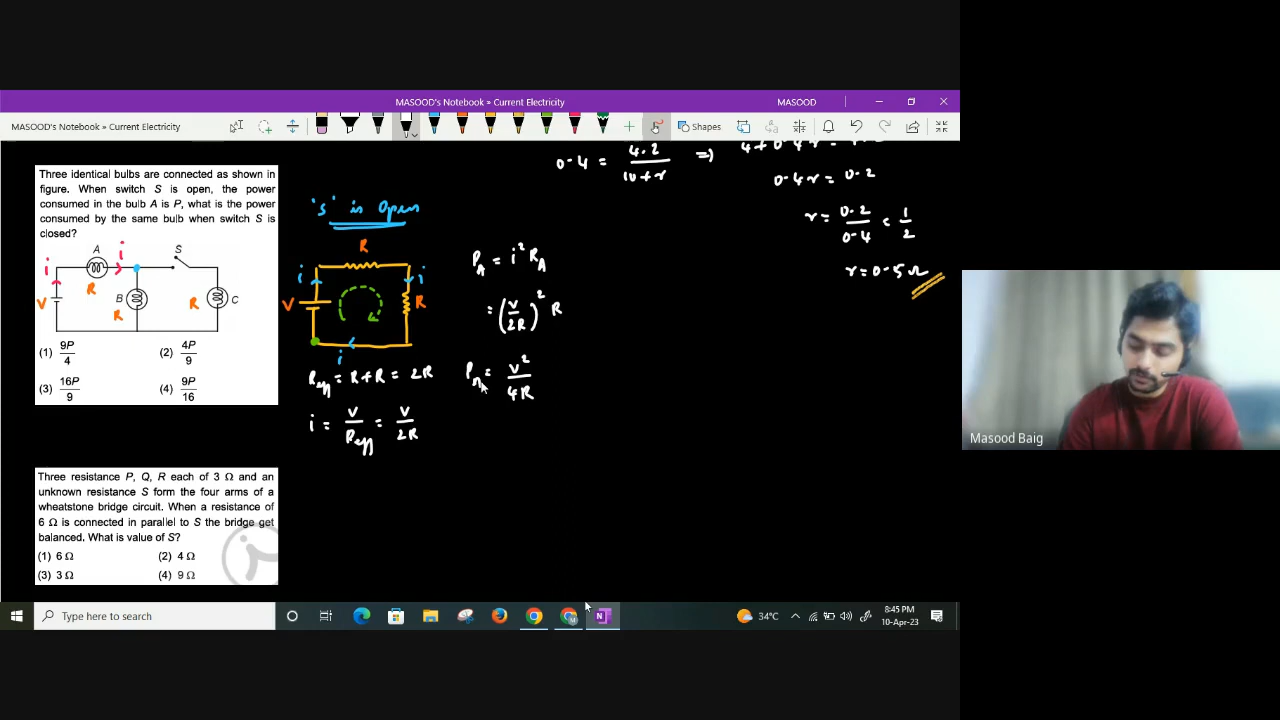 MASOOD's Notebook » Current Electricity
MASOOD
MASOOD's Notebook » Current Electricity
Shapes
Three identical bulbs are connected as shown in
figure. When switch S is open, the power
consumed in the bulb A is P, what is the power
consumed by the same bulb when switch S is
closed?
A
S
i
i
V
R
B
R
R
C
(1) 9P/4
(2) 4P/9
(3) 16P/9
(4) 9P/16
'S' is open
R
i
i
V
R
i
Reff = R+R = 2R
i = V/Reff = V/2R
P_A = i² R_A
= (V/2R)² R
= V²/4R
0.4 = 4.2/10+r ⇒
0.4r = 0.2
r = 0.2/0.4 = 1/2
r = 0.5 Ω
Masood Baig
Three resistance P, Q, R each of 3 Ω and an
unknown resistance S form the four arms of a
wheatstone bridge circuit. When a resistance of
6 Ω is connected in parallel to S the bridge get
balanced. What is value of S?
(1) 6 Ω
(2) 4 Ω
(3) 3 Ω
(4) 9 Ω
Type here to search
34°C
8:45 PM
10-Apr-23